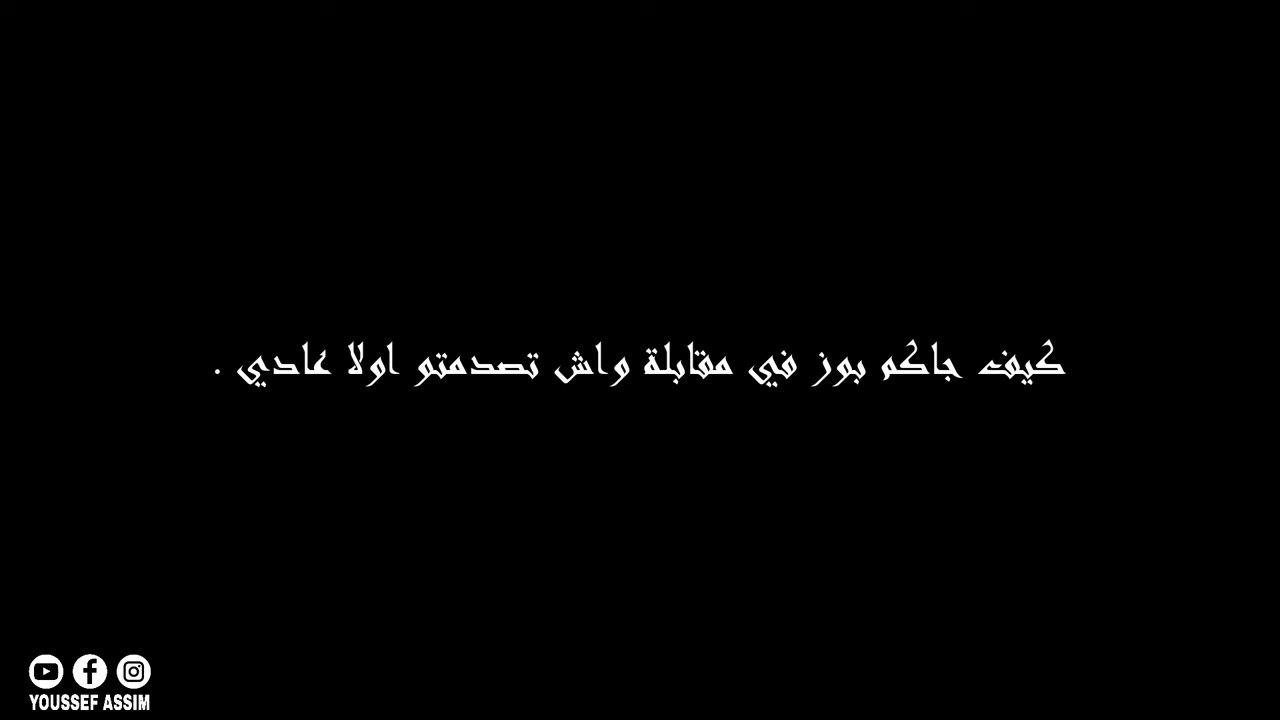 كيف جاكم بوز في مقابلة واش تصدمتو اولا عادي .
YOUSSEF ASSIM